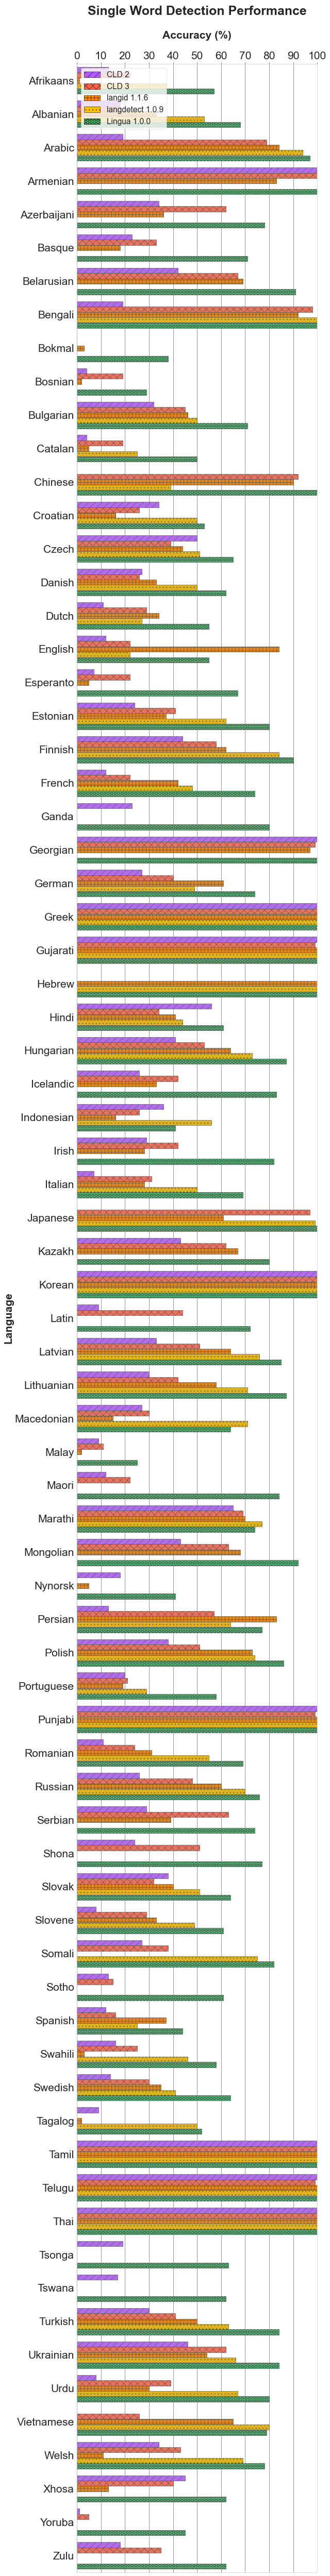 Single Word Detection Performance
Accuracy (%)
0 10 20 30 40 50 60 70 80 90 100
CLD 2
CLD 3
langid 1.1.6
langdetect 1.0.9
Lingua 1.0.0
Language
Afrikaans
Albanian
Arabic
Armenian
Azerbaijani
Basque
Belarusian
Bengali
Bokmal
Bosnian
Bulgarian
Catalan
Chinese
Croatian
Czech
Danish
Dutch
English
Esperanto
Estonian
Finnish
French
Ganda
Georgian
German
Greek
Gujarati
Hebrew
Hindi
Hungarian
Icelandic
Indonesian
Irish
Italian
Japanese
Kazakh
Korean
Latin
Latvian
Lithuanian
Macedonian
Malay
Maori
Marathi
Mongolian
Nynorsk
Persian
Polish
Portuguese
Punjabi
Romanian
Russian
Serbian
Shona
Slovak
Slovene
Somali
Sotho
Spanish
Swahili
Swedish
Tagalog
Tamil
Telugu
Thai
Tsonga
Tswana
Turkish
Ukrainian
Urdu
Vietnamese
Welsh
Xhosa
Yoruba
Zulu